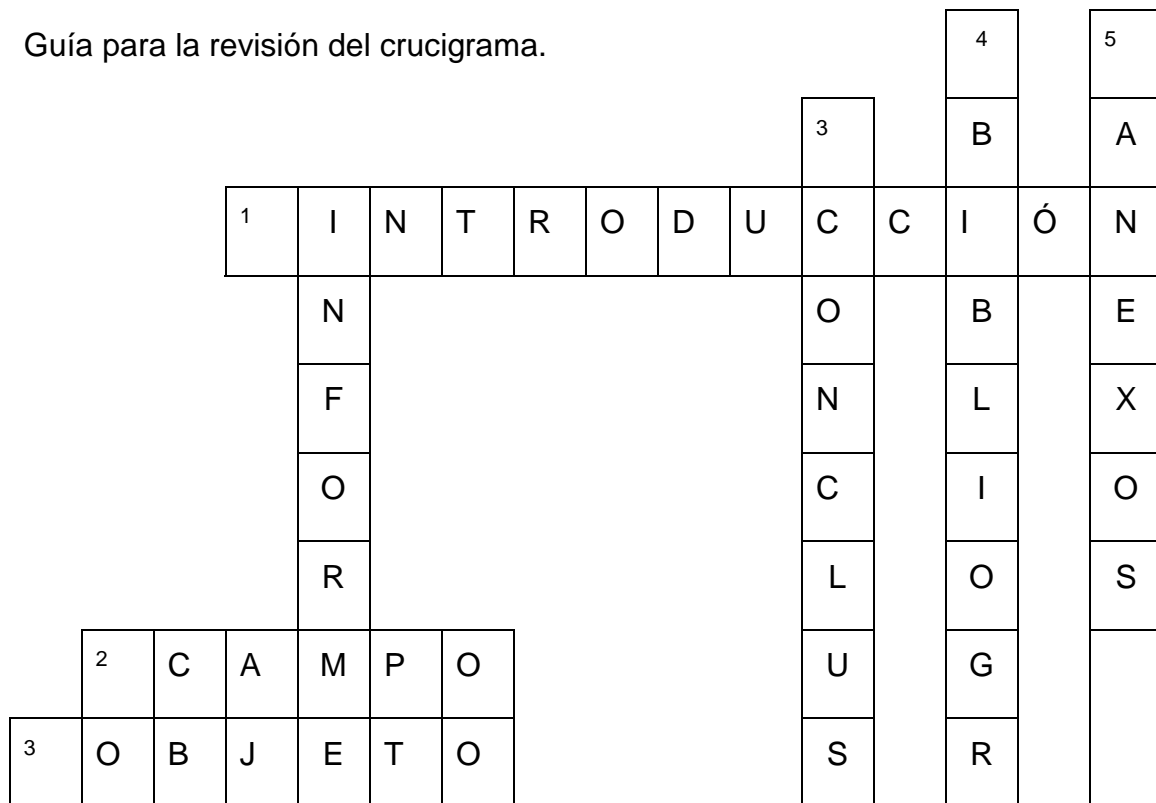 Guía para la revisión del crucigrama.
4 5
3 B A
1 I N T R O D U C C I Ó N
N O B E
F N L X
O C I O
R L O S
2 C A M P O U G
3 O B J E T O S R